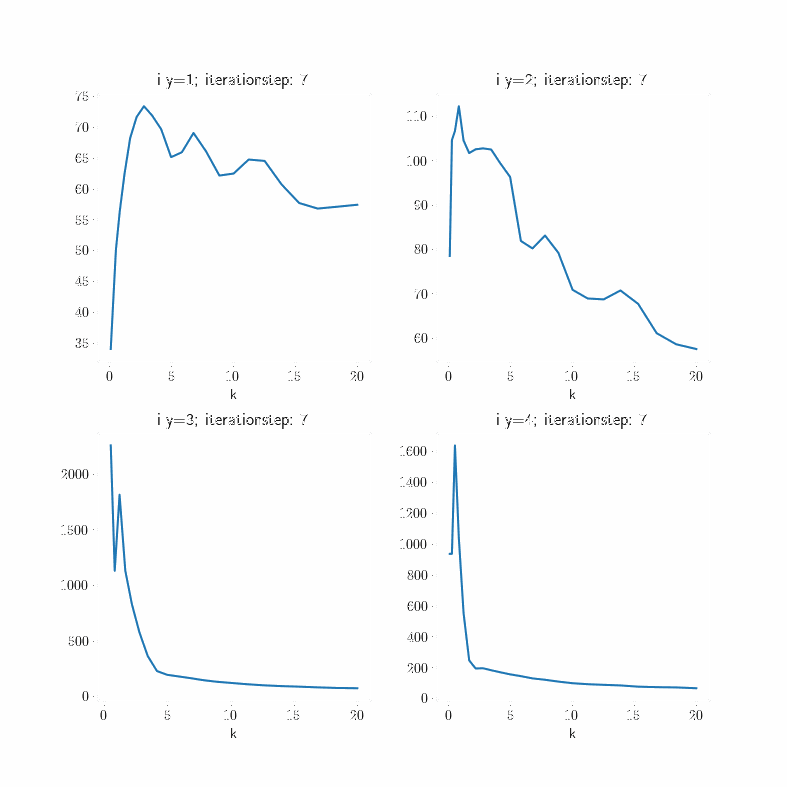 i y=1; iterationstep: 7
75
70
65
60
55
50
45
40
35
0 5 10 15 20
k
i y=2; iterationstep: 7
110
100
90
80
70
60
0 5 10 15 20
k
i y=3; iterationstep: 7
2000
1500
1000
500
0
0 5 10 15 20
k
i y=4; iterationstep: 7
1600
1400
1200
1000
800
600
400
200
0
0 5 10 15 20
k